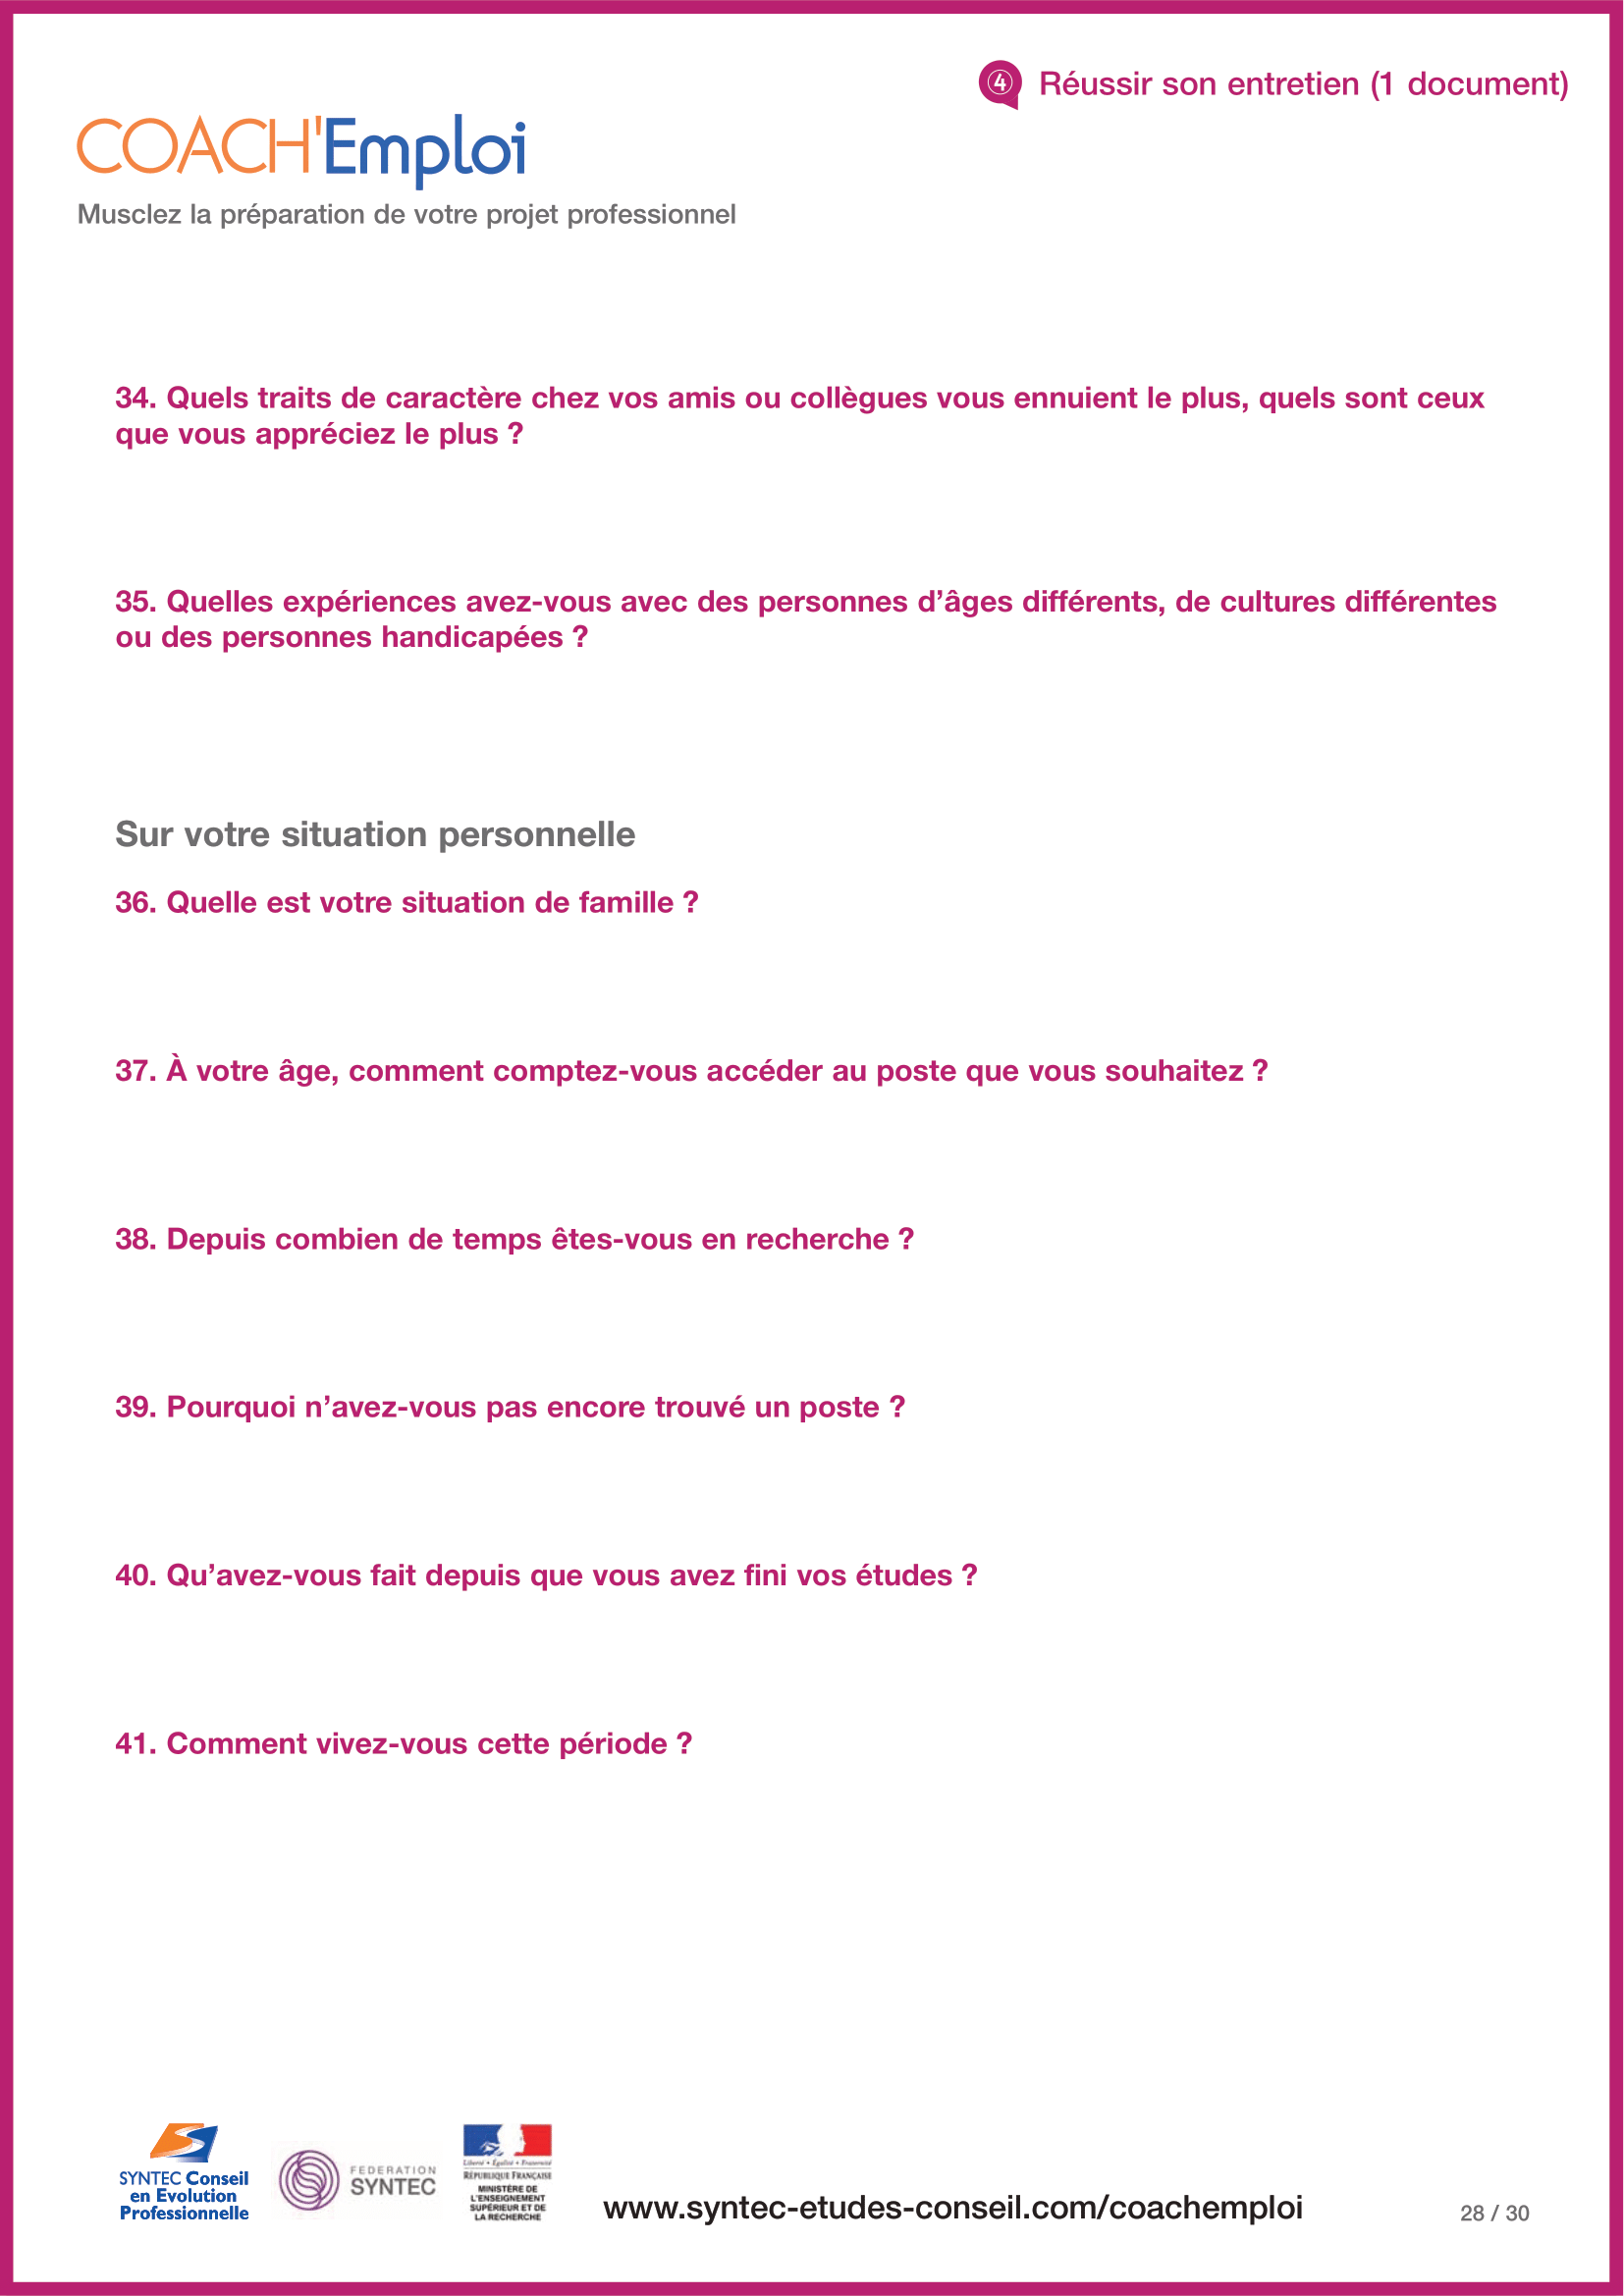 4 Réussir son entretien (1 document)
COACH'Emploi
Musclez la préparation de votre projet professionnel
34. Quels traits de caractère chez vos amis ou collègues vous ennuient le plus, quels sont ceux
que vous appréciez le plus ?
35. Quelles expériences avez-vous avec des personnes d’âges différents, de cultures différentes
ou des personnes handicapées ?
Sur votre situation personnelle
36. Quelle est votre situation de famille ?
37. À votre âge, comment comptez-vous accéder au poste que vous souhaitez ?
38. Depuis combien de temps êtes-vous en recherche ?
39. Pourquoi n’avez-vous pas encore trouvé un poste ?
40. Qu’avez-vous fait depuis que vous avez fini vos études ?
41. Comment vivez-vous cette période ?
SYNTEC Conseil
en Evolution
Professionnelle
FEDERATION
SYNTEC
Liberté • Égalité • Fraternité
RÉPUBLIQUE FRANÇAISE
MINISTÈRE DE
L'ENSEIGNEMENT
SUPÉRIEUR ET DE
LA RECHERCHE
www.syntec-etudes-conseil.com/coachemploi
28 / 30